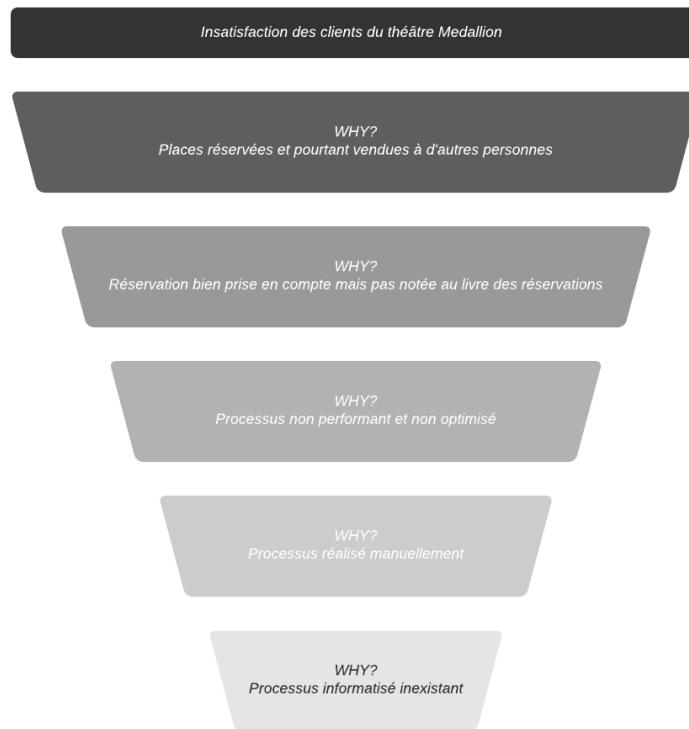 Insatisfaction des clients du théâtre Medallion
WHY?
Places réservées et pourtant vendues à d'autres personnes
WHY?
Réservation bien prise en compte mais pas notée au livre des réservations
WHY?
Processus non performant et non optimisé
WHY?
Processus réalisé manuellement
WHY?
Processus informatisé inexistant